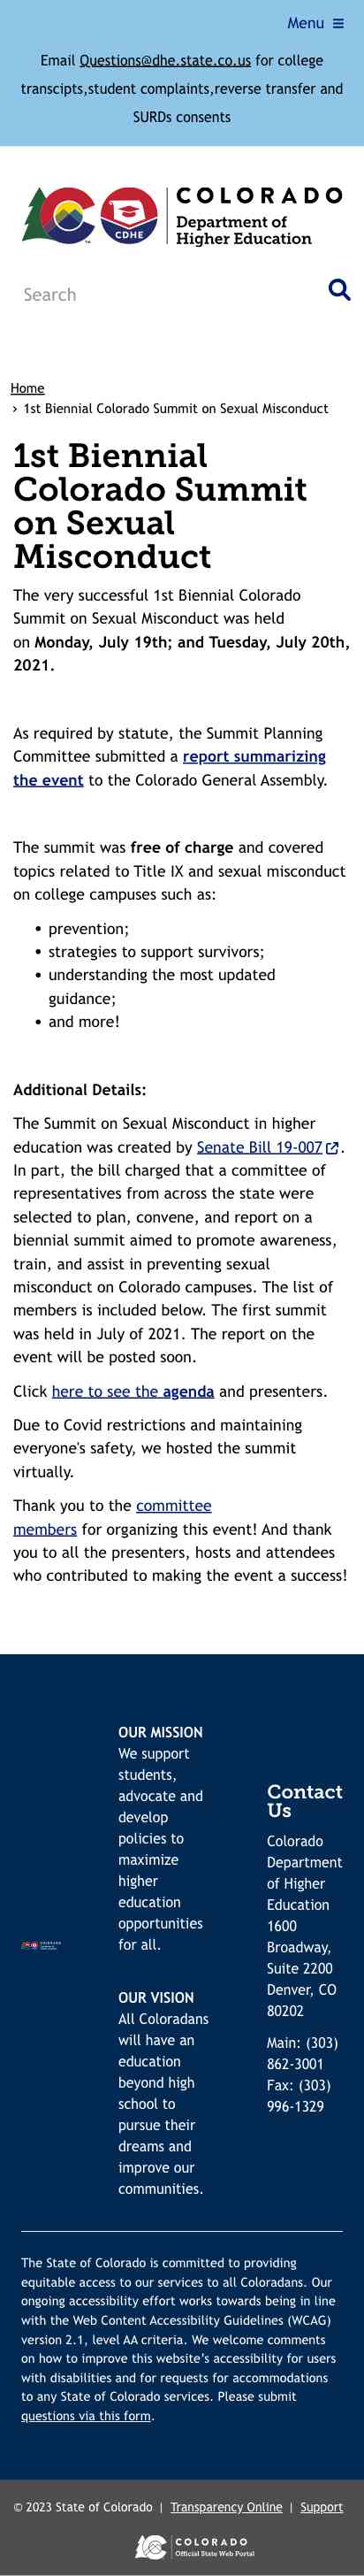 Menu ≡
Email Questions@dhe.state.co.us for college
transcipts,student complaints,reverse transfer and
SURDs consents
CDHE
TM
COLORADO
Department of
Higher Education
Search
Home
› 1st Biennial Colorado Summit on Sexual Misconduct
1st Biennial
Colorado Summit
on Sexual
Misconduct
The very successful 1st Biennial Colorado
Summit on Sexual Misconduct was held
on Monday, July 19th; and Tuesday, July 20th,
2021.
As required by statute, the Summit Planning
Committee submitted a report summarizing
the event to the Colorado General Assembly.
The summit was free of charge and covered
topics related to Title IX and sexual misconduct
on college campuses such as:
• prevention;
• strategies to support survivors;
• understanding the most updated
guidance;
• and more!
Additional Details:
The Summit on Sexual Misconduct in higher
education was created by Senate Bill 19-007.
In part, the bill charged that a committee of
representatives from across the state were
selected to plan, convene, and report on a
biennial summit aimed to promote awareness,
train, and assist in preventing sexual
misconduct on Colorado campuses. The list of
members is included below. The first summit
was held in July of 2021. The report on the
event will be posted soon.
Click here to see the agenda and presenters.
Due to Covid restrictions and maintaining
everyone's safety, we hosted the summit
virtually.
Thank you to the committee
members for organizing this event! And thank
you to all the presenters, hosts and attendees
who contributed to making the event a success!
OUR MISSION
We support
students,
advocate and
develop
policies to
maximize
higher
education
opportunities
for all.
OUR VISION
All Coloradans
will have an
education
beyond high
school to
pursue their
dreams and
improve our
communities.
Contact
Us
Colorado
Department
of Higher
Education
1600
Broadway,
Suite 2200
Denver, CO
80202
Main: (303)
862-3001
Fax: (303)
996-1329
The State of Colorado is committed to providing
equitable access to our services to all Coloradans. Our
ongoing accessibility effort works towards being in line
with the Web Content Accessibility Guidelines (WCAG)
version 2.1, level AA criteria. We welcome comments
on how to improve this website's accessibility for users
with disabilities and for requests for accommodations
to any State of Colorado services. Please submit
questions via this form.
© 2023 State of Colorado | Transparency Online | Support
COLORADO
Official State Web Portal